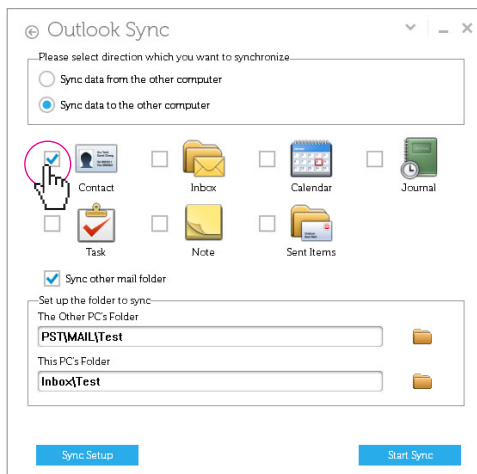 Outlook Sync
Please select direction which you want to synchronize
Sync data from the other computer
Sync data to the other computer
Contact Inbox Calendar Journal
Task Note Sent Items
Sync other mail folder
Set up the folder to sync
The Other PC's Folder
PST\MAIL\Test
This PC's Folder
Inbox\Test
Sync Setup Start Sync